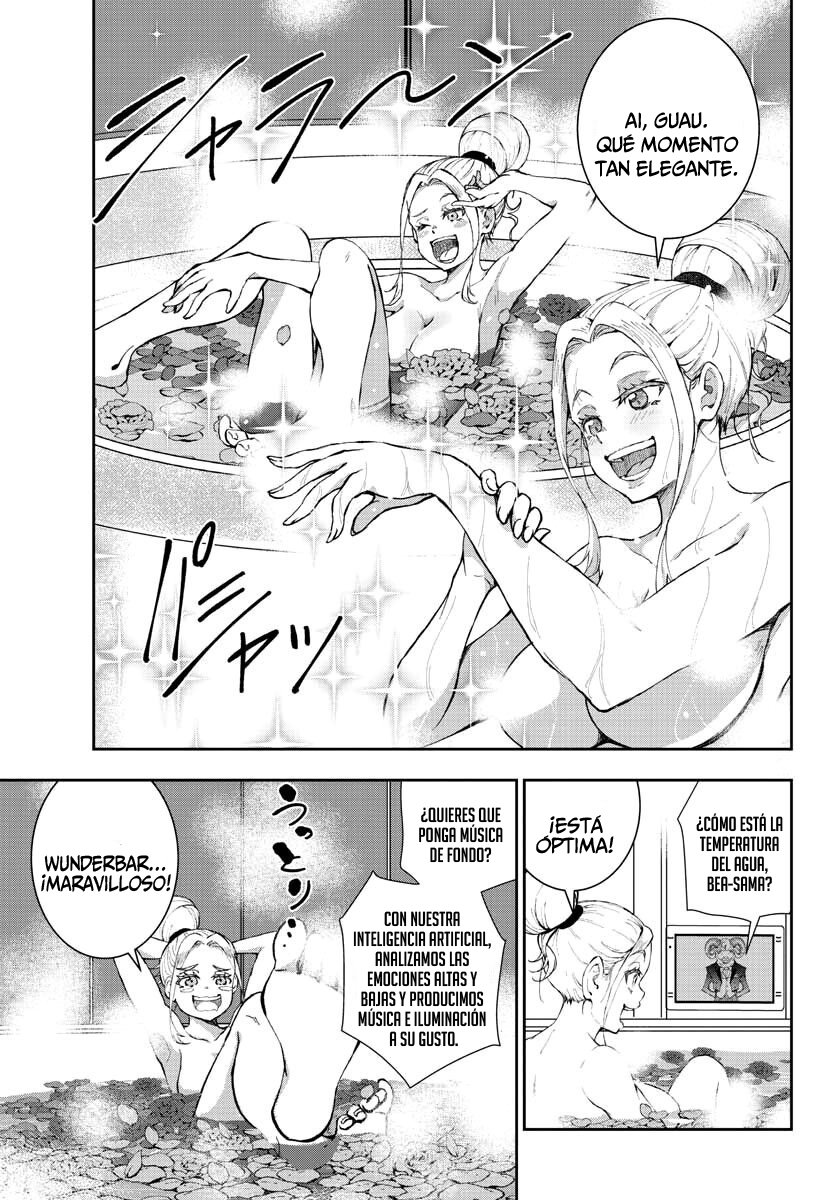 AI, GUAU.
QUÉ MOMENTO
TAN ELEGANTE.
シャラ〜ン
パシャッ
¿CÓMO ESTÁ LA
TEMPERATURA
DEL AGUA,
BEA-SAMA?
¡ESTÁ
ÓPTIMA!
¿QUIERES QUE
PONGA MÚSICA
DE FONDO?
CON NUESTRA
INTELIGENCIA ARTIFICIAL,
ANALIZAMOS LAS
EMOCIONES ALTAS Y
BAJAS Y PRODUCIMOS
MÚSICA E ILUMINACIÓN
A SU GUSTO.
うっとり…
WUNDERBAR...
¡MARAVILLOSO!